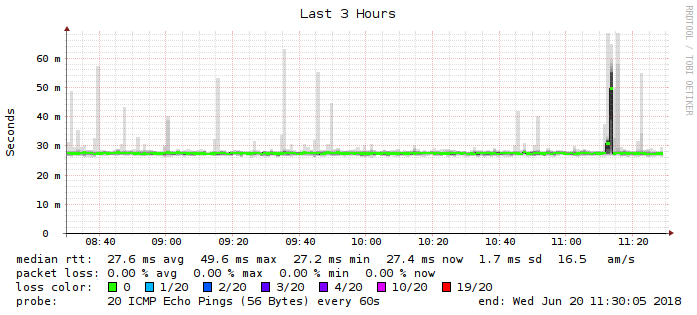 Last 3 Hours
RRDTOOL / TOBI OETIKER
Seconds
60 m
50 m
40 m
30 m
20 m
10 m
0
08:40 09:00 09:20 09:40 10:00 10:20 10:40 11:00 11:20
median rtt: 27.6 ms avg 49.6 ms max 27.2 ms min 27.4 ms now 1.7 ms sd 16.5 am/s
packet loss: 0.00 % avg 0.00 % max 0.00 % min 0.00 % now
loss color: 0 1/20 2/20 3/20 4/20 10/20 19/20
probe: 20 ICMP Echo Pings (56 Bytes) every 60s end: Wed Jun 20 11:30:05 2018